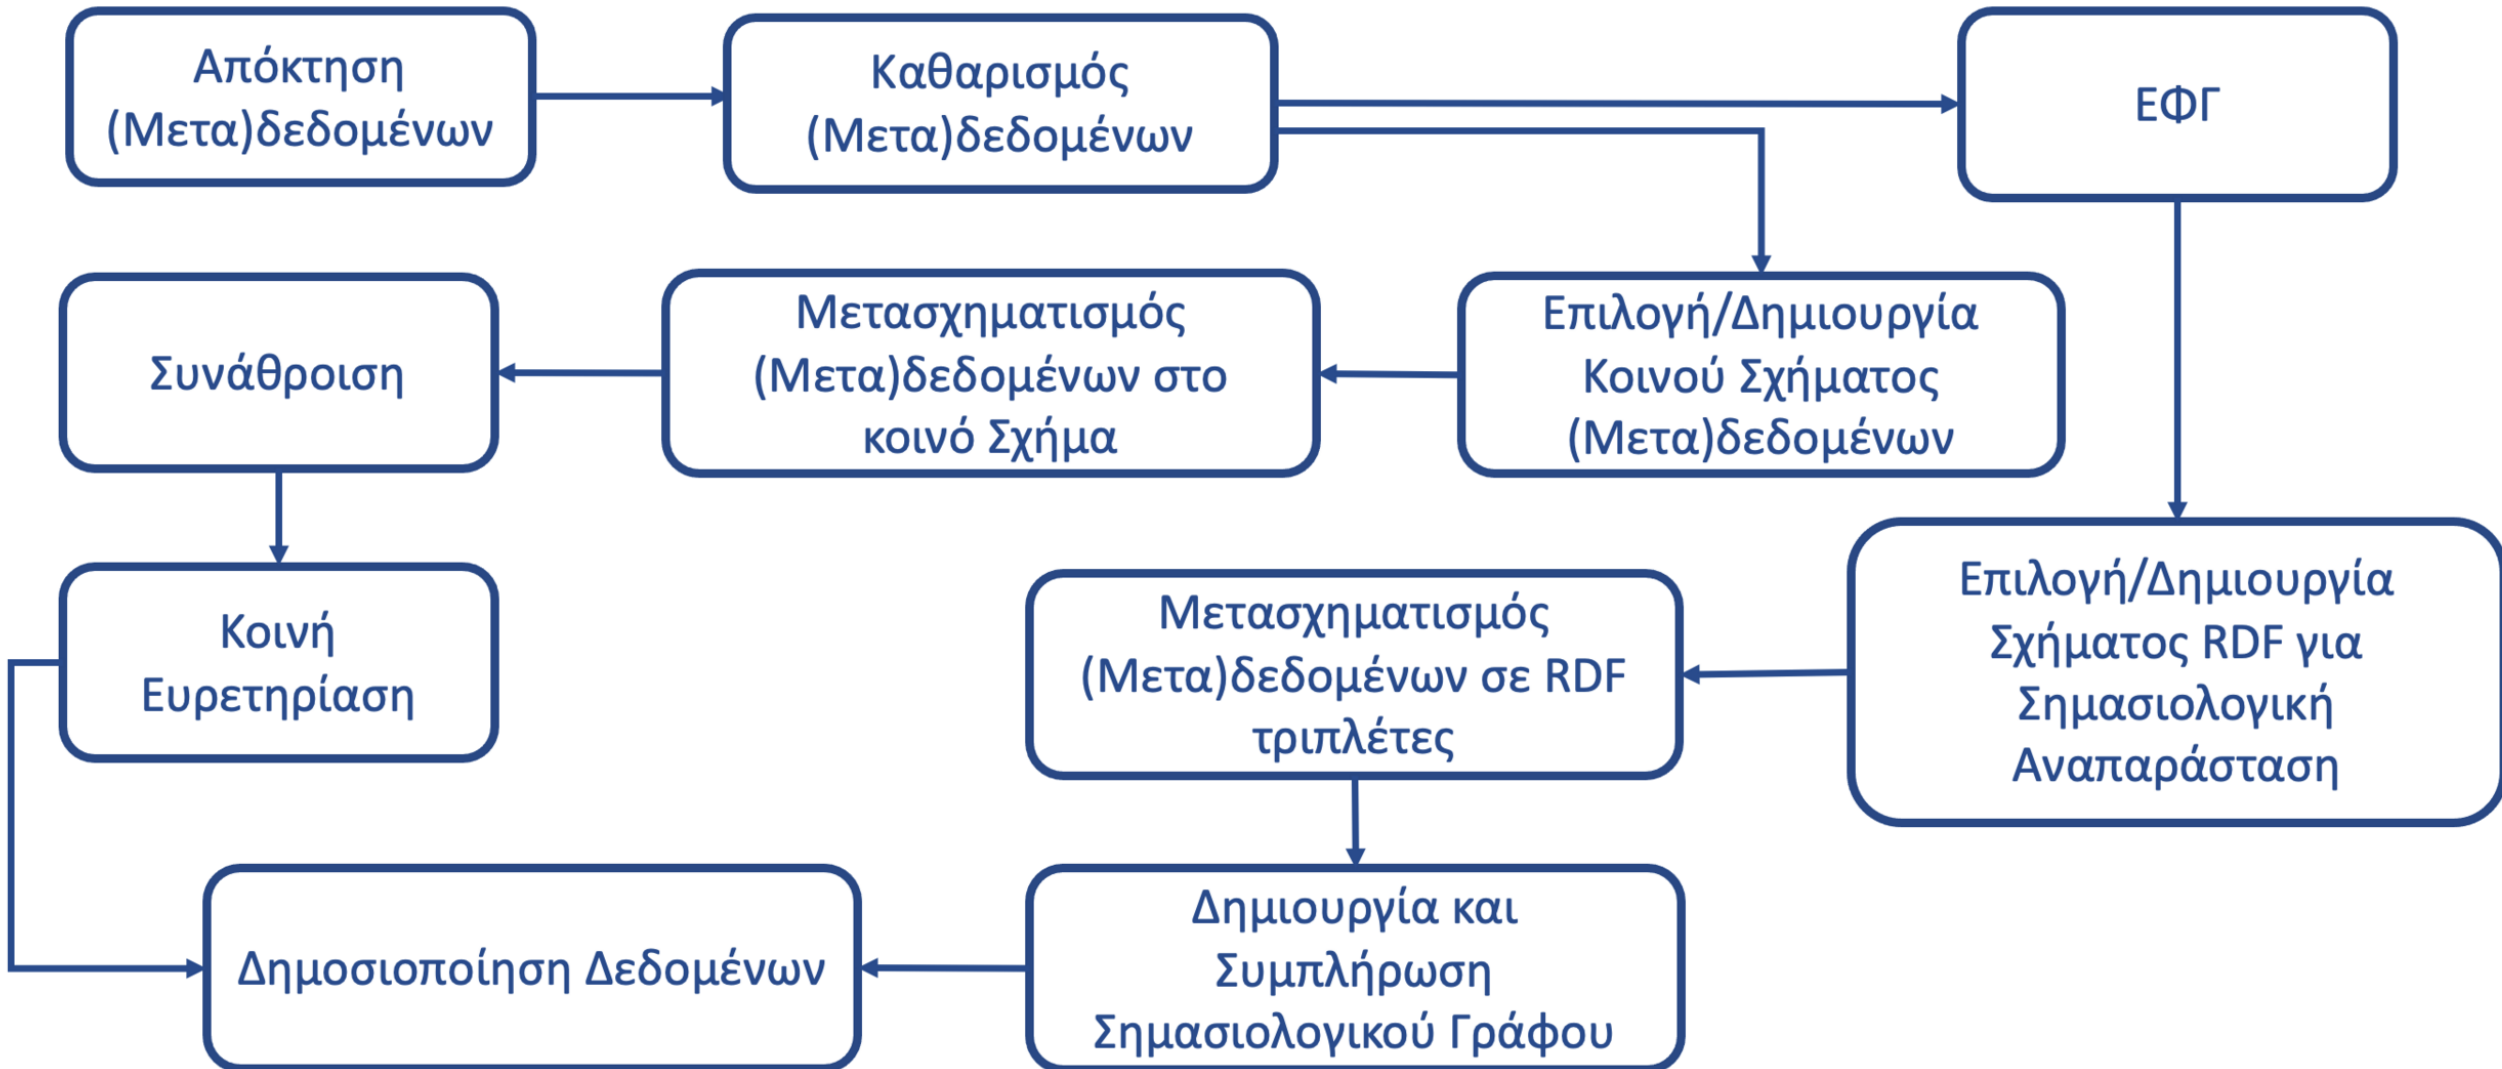 Απόκτηση
(Μετα)δεδομένων
Καθαρισμός
(Μετα)δεδομένων
ΕΦΓ
Συνάθροιση
Μετασχηματισμός
(Μετα)δεδομένων στο
κοινό Σχήμα
Επιλογή/Δημιουργία
Κοινού Σχήματος
(Μετα)δεδομένων
Κοινή
Ευρετηρίαση
Μετασχηματισμός
(Μετα)δεδομένων σε RDF
τριπλέτες
Επιλογή/Δημιουργία
Σχήματος RDF για
Σημασιολογική
Αναπαράσταση
Δημοσιοποίηση Δεδομένων
Δημιουργία και
Συμπλήρωση
Σημασιολογικού Γράφου